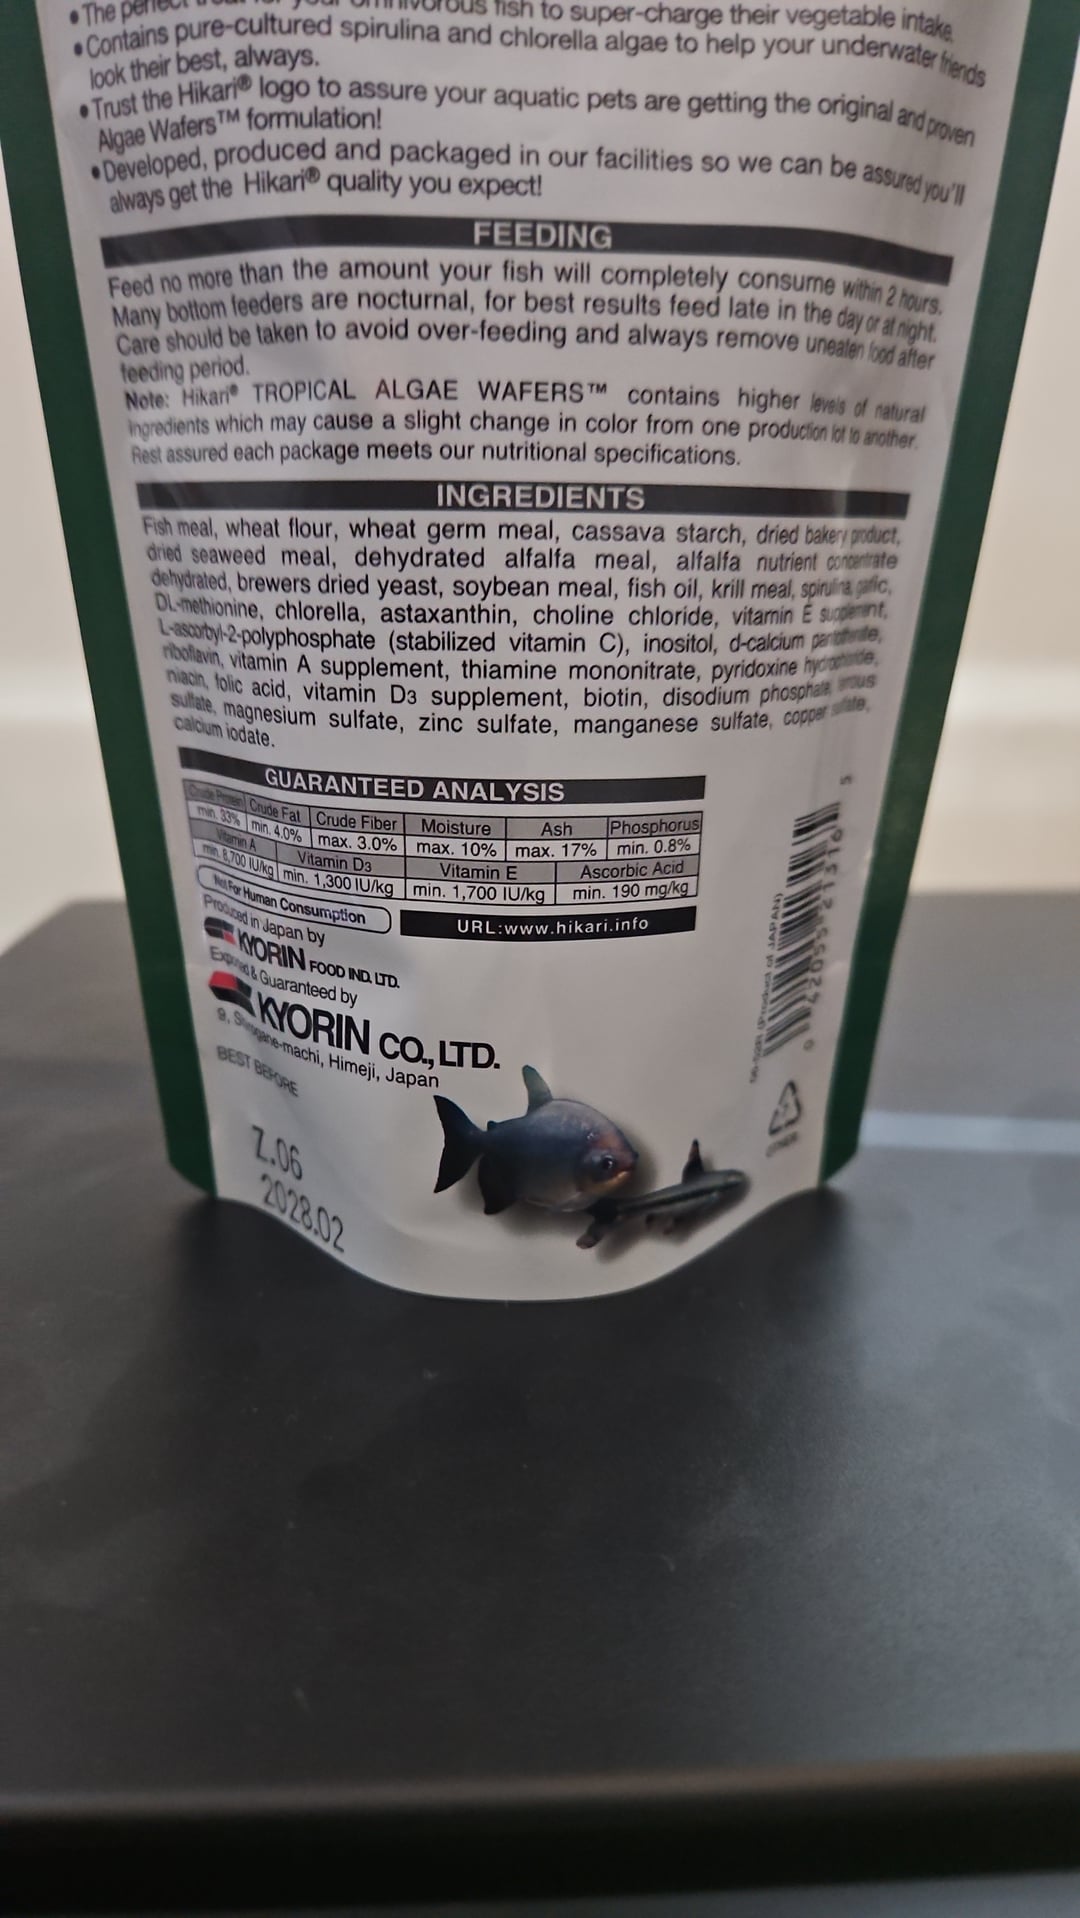 • The perfect treat for your omnivorous fish to super-charge their vegetable intake.
• Contains pure-cultured spirulina and chlorella algae to help your underwater friends
look their best, always.
• Trust the Hikari® logo to assure your aquatic pets are getting the original and proven
Algae Wafers™ formulation!
• Developed, produced and packaged in our facilities so we can be assured you'll
always get the Hikari® quality you expect!
FEEDING
Feed no more than the amount your fish will completely consume within 2 hours.
Many bottom feeders are nocturnal, for best results feed late in the day or at night.
Care should be taken to avoid over-feeding and always remove uneaten food after
feeding period.
Note: Hikari® TROPICAL ALGAE WAFERS™ contains higher levels of natural
ingredients which may cause a slight change in color from one production lot to another.
Rest assured each package meets our nutritional specifications.
INGREDIENTS
Fish meal, wheat flour, wheat germ meal, cassava starch, dried bakery product,
dried seaweed meal, dehydrated alfalfa meal, alfalfa nutrient concentrate
dehydrated, brewers dried yeast, soybean meal, fish oil, krill meal, spirulina, garlic,
DL-methionine, chlorella, astaxanthin, choline chloride, vitamin E supplement,
L-ascorbyl-2-polyphosphate (stabilized vitamin C), inositol, d-calcium pantothenate,
riboflavin, vitamin A supplement, thiamine mononitrate, pyridoxine hydrochloride,
niacin, folic acid, vitamin D3 supplement, biotin, disodium phosphate, ferrous
sulfate, magnesium sulfate, zinc sulfate, manganese sulfate, copper sulfate,
calcium iodate.
GUARANTEED ANALYSIS
Crude Protein Crude Fat Crude Fiber Moisture Ash Phosphorus
min. 33% min. 4.0% max. 3.0% max. 10% max. 17% min. 0.8%
Vitamin A Vitamin D3 Vitamin E Ascorbic Acid
min. 8,700 IU/kg min. 1,300 IU/kg min. 1,700 IU/kg min. 190 mg/kg
Not For Human Consumption
URL:www.hikari.info
Produced in Japan by
KYORIN FOOD IND. LTD.
Exported & Guaranteed by
KYORIN CO., LTD.
9, Shirogane-machi, Himeji, Japan
BEST BEFORE
Z.06
2028.02
(Product of JAPAN)
OTHER